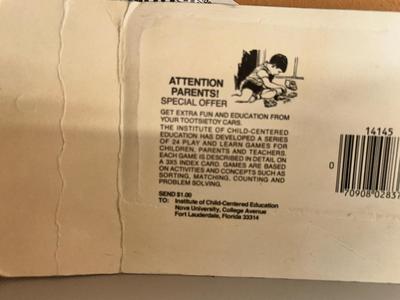 ATTENTION
PARENTS!
SPECIAL OFFER
GET EXTRA FUN AND EDUCATION FROM
YOUR TOOTSIETOY CARS.
THE INSTITUTE OF CHILD-CENTERED
EDUCATION HAS DEVELOPED A SERIES
OF 24 PLAY AND LEARN GAMES FOR
CHILDREN, PARENTS AND TEACHERS.
EACH GAME IS DESCRIBED IN DETAIL ON
A 3X5 INDEX CARD. GAMES ARE BASED
ON ACTIVITIES AND CONCEPTS SUCH AS
SORTING, MATCHING, COUNTING AND
PROBLEM SOLVING.
SEND $1.00
TO: Institute of Child-Centered Education
Nova University, College Avenue
Fort Lauderdale, Florida 33314
14145
0
70908 02837